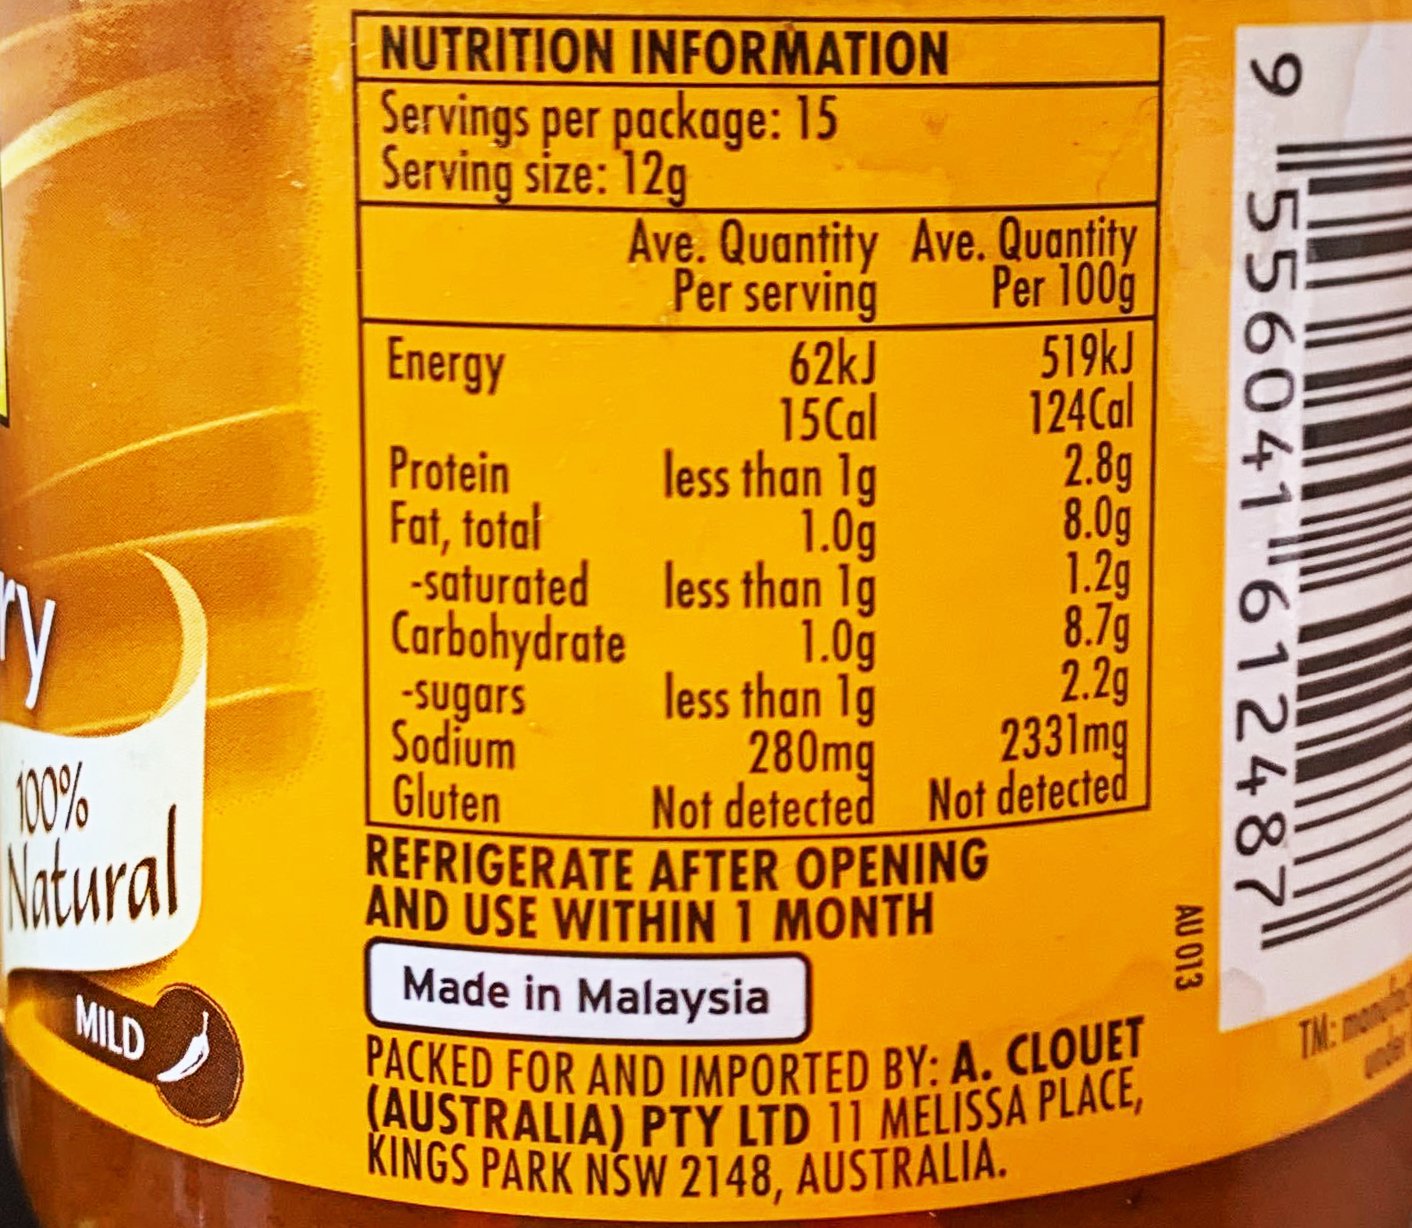 NUTRITION INFORMATION
Servings per package: 15
Serving size: 12g
Ave. Quantity Ave. Quantity
Per serving Per 100g
Energy 62kJ 519kJ
15Cal 124Cal
Protein less than 1g 2.8g
Fat, total 1.0g 8.0g
-saturated less than 1g 1.2g
Carbohydrate 1.0g 8.7g
-sugars less than 1g 2.2g
Sodium 280mg 2331mg
Gluten Not detected Not detected
REFRIGERATE AFTER OPENING
AND USE WITHIN 1 MONTH
Made in Malaysia
PACKED FOR AND IMPORTED BY: A. CLOUET
(AUSTRALIA) PTY LTD 11 MELISSA PLACE,
KINGS PARK NSW 2148, AUSTRALIA.
100%
Natural
MILD
AU 013
9 556041 612487
TM:
under